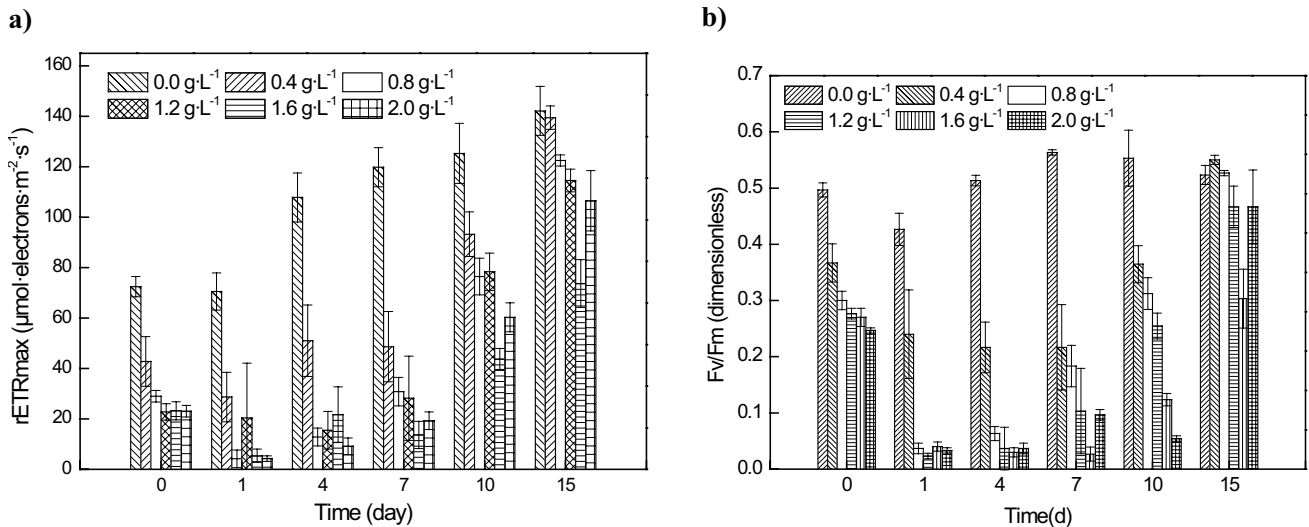 a)
rETRmax (μmol·electrons·m⁻²·s⁻¹)
160
140
120
100
80
60
40
20
0
0.0 g·L⁻¹ 0.4 g·L⁻¹ 0.8 g·L⁻¹
1.2 g·L⁻¹ 1.6 g·L⁻¹ 2.0 g·L⁻¹
0 1 4 7 10 15
Time (day)
b)
Fv/Fm (dimensionless)
0.7
0.6
0.5
0.4
0.3
0.2
0.1
0.0
0.0 g·L⁻¹ 0.4 g·L⁻¹ 0.8 g·L⁻¹
1.2 g·L⁻¹ 1.6 g·L⁻¹ 2.0 g·L⁻¹
0 1 4 7 10 15
Time(d)